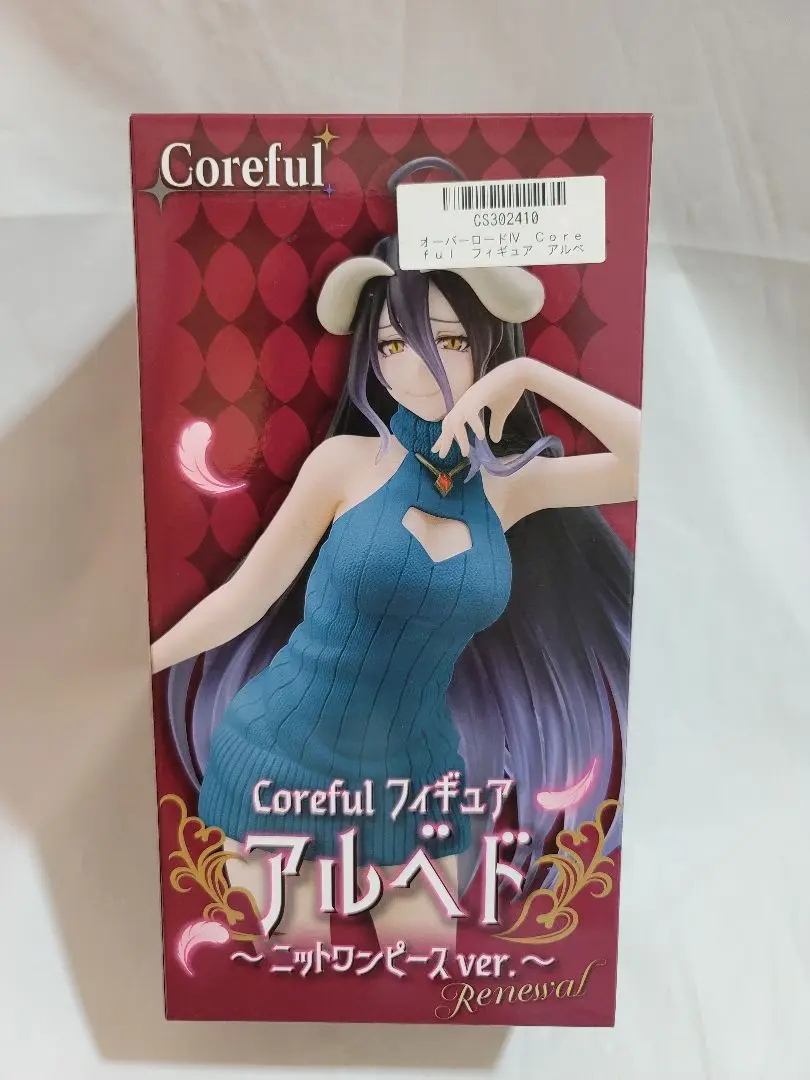 Coreful
CS302410
オーバーロードⅣ Core
ful フィギュア アルベ
Coreful フィギュア
アルベド
～ニットワンピースver.～
Renewal